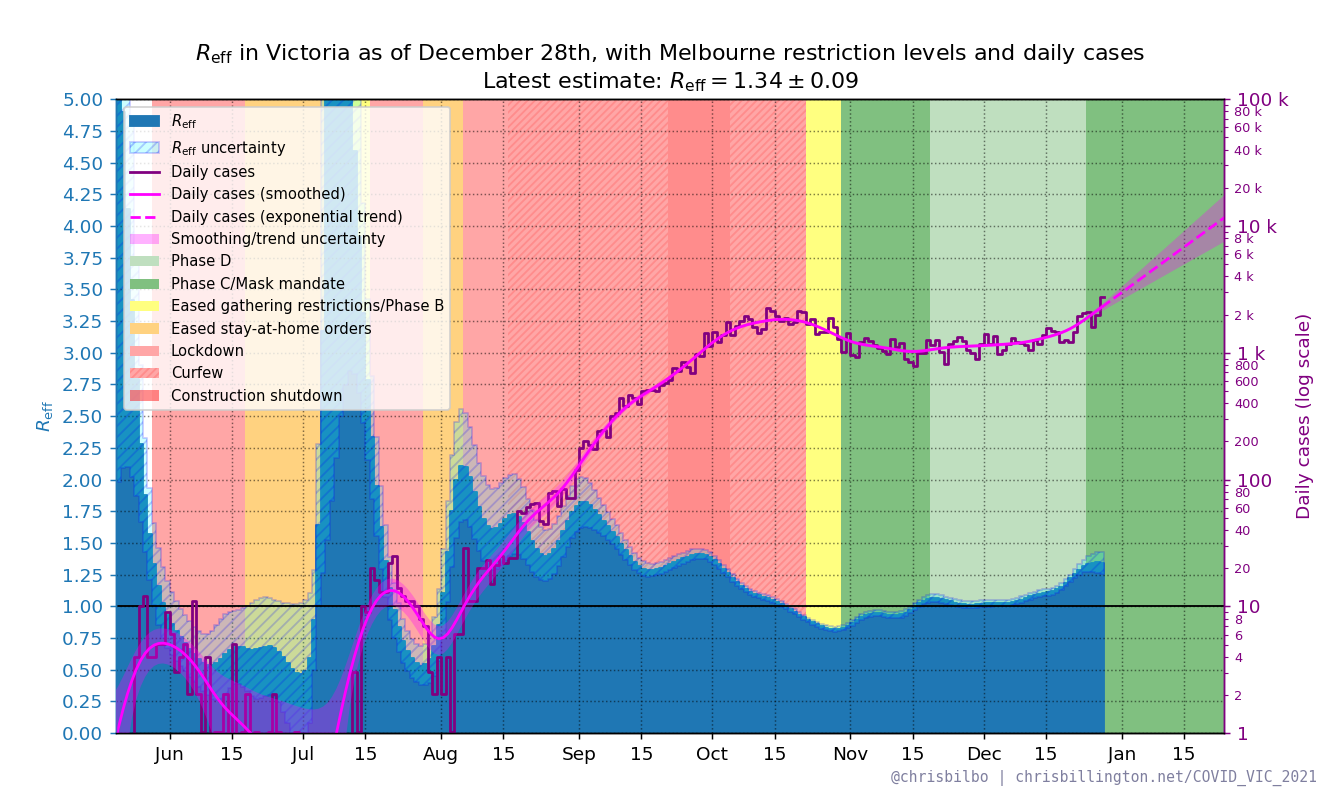 Reff in Victoria as of December 28th, with Melbourne restriction levels and daily cases
Latest estimate: Reff = 1.34 ± 0.09
5.00
4.75
4.50
4.25
4.00
3.75
3.50
3.25
3.00
2.75
2.50
2.25
2.00
1.75
1.50
1.25
1.00
0.75
0.50
0.25
0.00
Reff
Reff
Reff uncertainty
Daily cases
Daily cases (smoothed)
Daily cases (exponential trend)
Smoothing/trend uncertainty
Phase D
Phase C/Mask mandate
Eased gathering restrictions/Phase B
Eased stay-at-home orders
Lockdown
Curfew
Construction shutdown
100 k
80 k
60 k
40 k
20 k
10 k
8 k
6 k
4 k
2 k
1 k
800
600
400
200
100
80
60
40
20
10
8
6
4
2
1
Daily cases (log scale)
Jun 15 Jul 15 Aug 15 Sep 15 Oct 15 Nov 15 Dec 15 Jan 15
@chrisbilbo | chrisbillington.net/COVID_VIC_2021